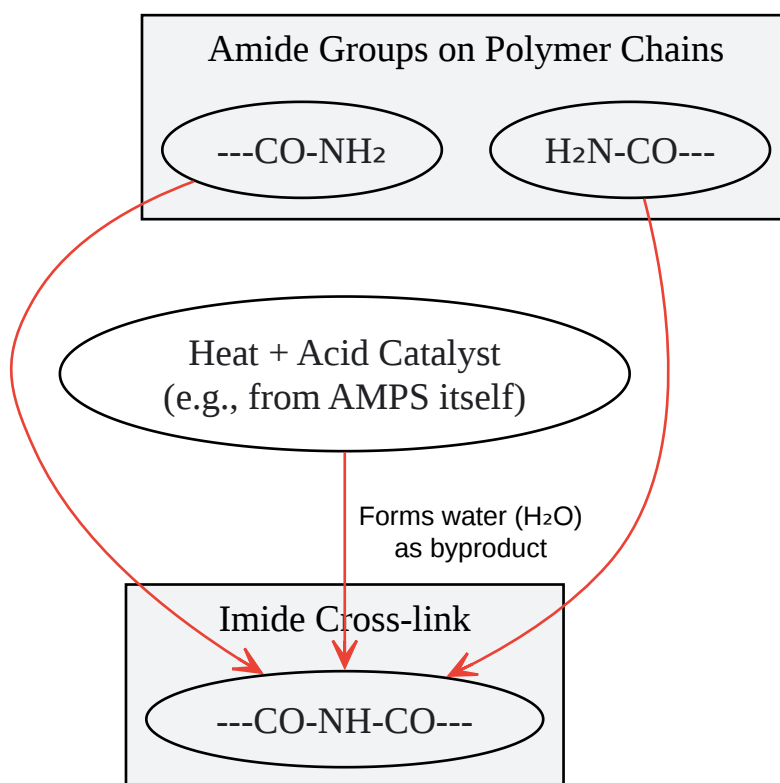 Amide Groups on Polymer Chains
---CO-NH₂
H₂N-CO---
Heat + Acid Catalyst
(e.g., from AMPS itself)
Forms water (H₂O)
as byproduct
Imide Cross-link
---CO-NH-CO---